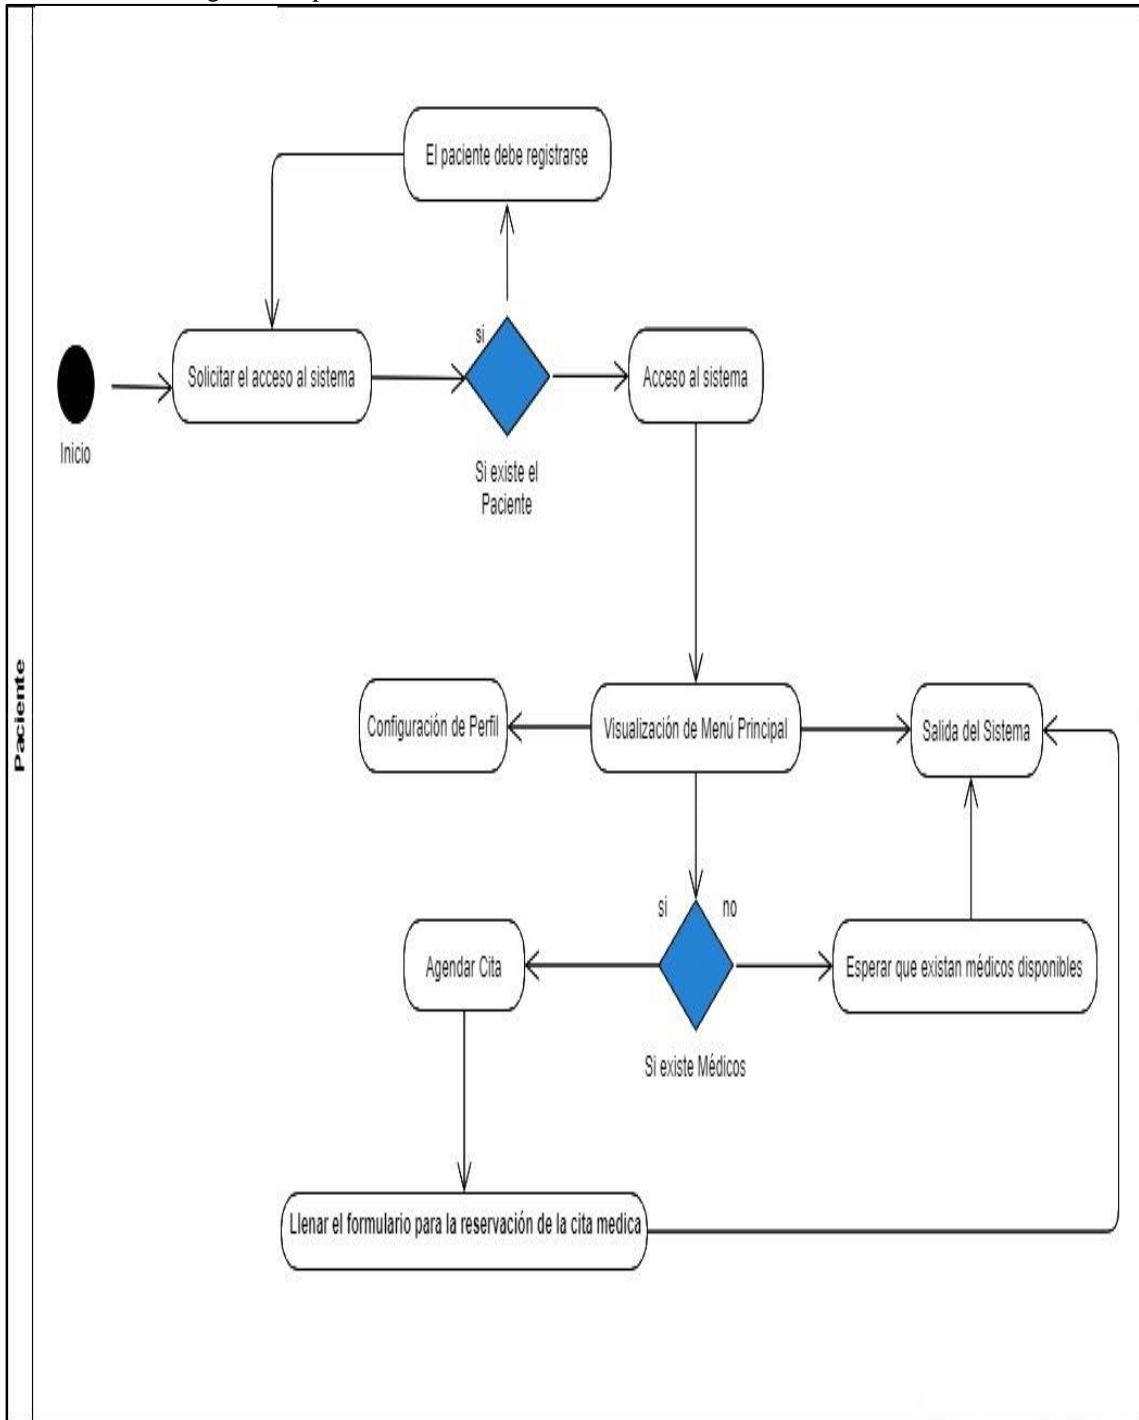 El paciente debe registrarse
si
Solicitar el acceso al sistema
Acceso al sistema
Inicio
Si existe el
Paciente
Paciente
Configuración de Perfil
Visualización de Menú Principal
Salida del Sistema
si
no
Agendar Cita
Esperar que existan médicos disponibles
Si existe Médicos
Llenar el formulario para la reservación de la cita medica